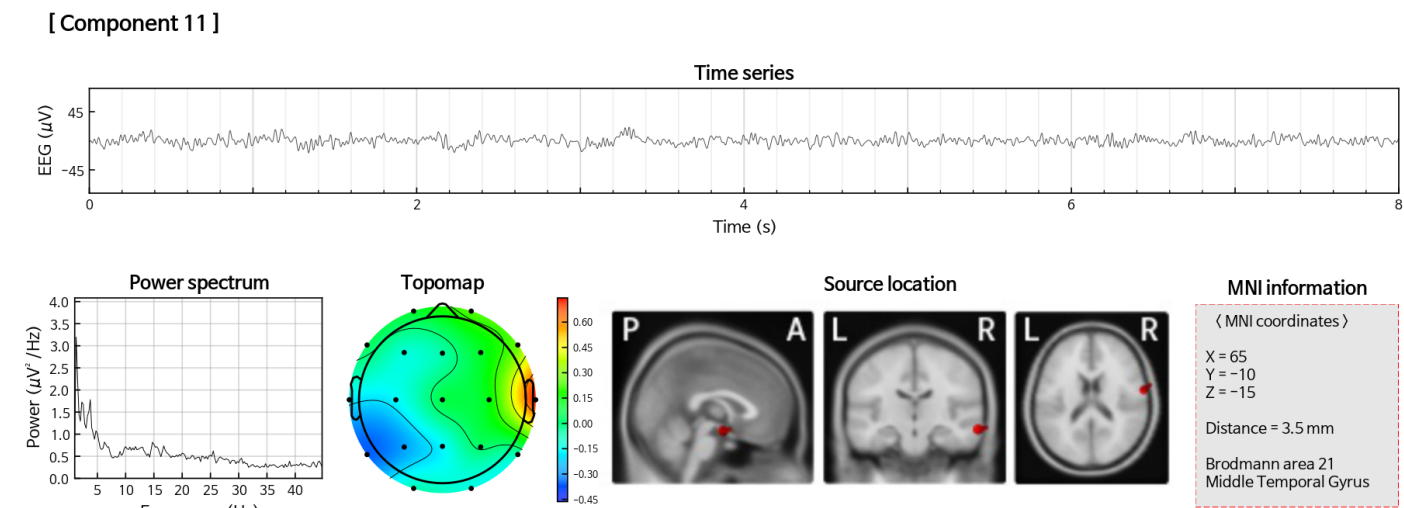 [ Component 11 ]
Time series
EEG (µV)
45
−45
0
2
4
6
8
Time (s)
Power spectrum
Power (µV² /Hz)
4.0
3.5
3.0
2.5
2.0
1.5
1.0
0.5
0.0
5 10 15 20 25 30 35 40
Topomap
0.60
0.45
0.30
0.15
0.00
−0.15
−0.30
−0.45
Source location
P A
L R
L R
MNI information
〈 MNI coordinates 〉
X = 65
Y = −10
Z = −15
Distance = 3.5 mm
Brodmann area 21
Middle Temporal Gyrus